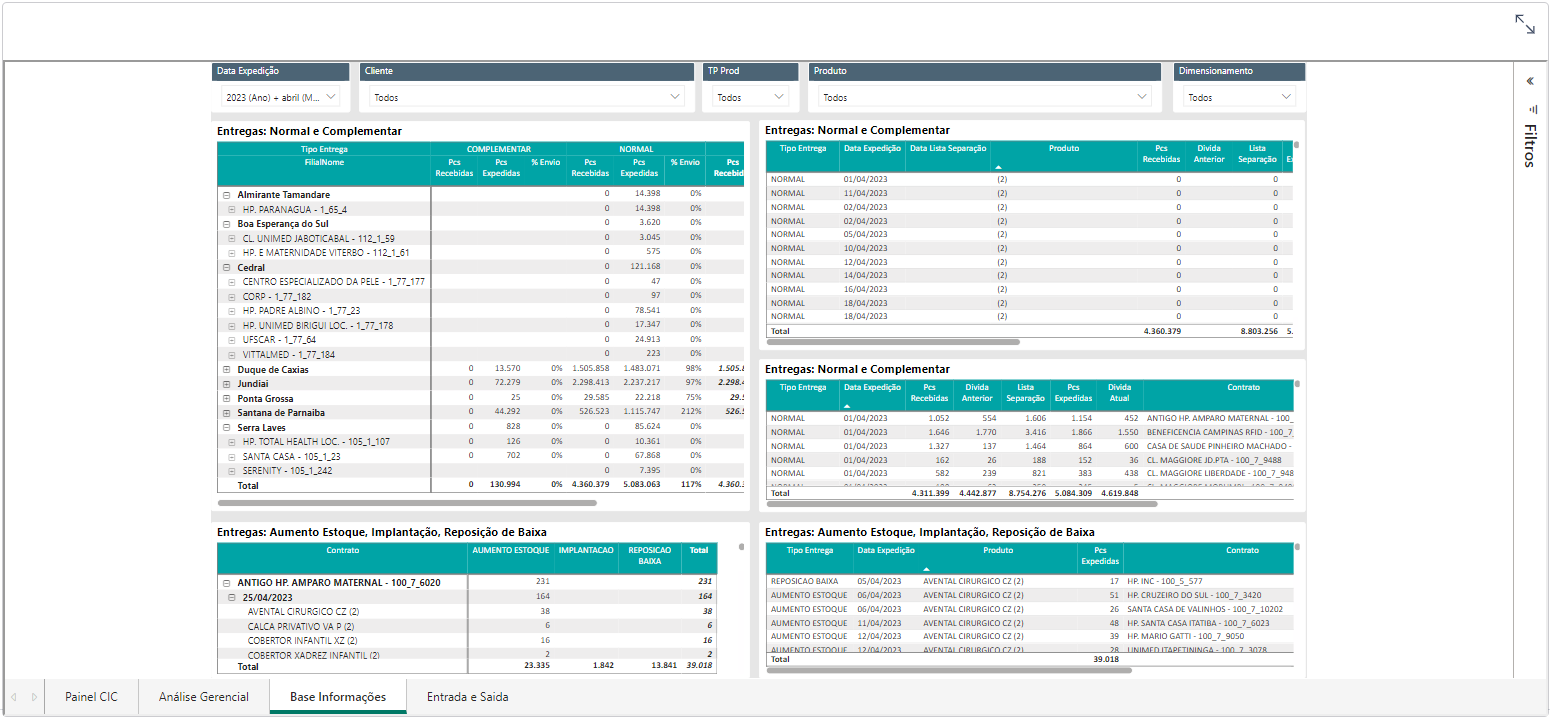 Data Expedição Cliente TP Prod Produto Dimensionamento
2023 (Ano) + abril (M... Todos Todos Todos Todos
Filtros
Entregas: Normal e Complementar
Tipo Entrega COMPLEMENTAR NORMAL
FilialNome Pcs Recebidas Pcs Expedidas % Envio Pcs Recebidas Pcs Expedidas % Envio Pcs
Almirante Tamandare 0 14.398 0%
HP. PARANAGUA - 1_65_4 0 14.398 0%
Boa Esperança do Sul 0 3.620 0%
CL. UNIMED JABOTICABAL - 112_1_59 0 3.045 0%
HP. E MATERNIDADE VITERBO - 112_1_61 0 575 0%
Cedral 0 121.168 0%
CENTRO ESPECIALIZADO DA PELE - 1_77_177 0 47 0%
CORP - 1_77_182 0 97 0%
HP. PADRE ALBINO - 1_77_23 0 78.541 0%
HP. UNIMED BIRIGUI LOC. - 1_77_178 0 17.347 0%
UFSCAR - 1_77_64 0 24.913 0%
VITTALMED - 1_77_184 0 223 0%
Duque de Caxias 0 13.570 0% 1.505.858 1.483.071 98% 1.505.8
Jundiai 0 72.279 0% 2.298.413 2.237.217 97% 2.298.4
Ponta Grossa 0 25 0% 29.585 22.218 75% 29.5
Santana de Parnaiba 0 44.292 0% 526.523 1.115.747 212% 526.5
Serra Laves 0 828 0 85.624 0%
HP. TOTAL HEALTH LOC. - 105_1_107 0 126 0 10.361 0%
SANTA CASA - 105_1_23 0 702 0 67.868 0%
SERENITY - 105_1_242 0 7.395 0%
Total 0 130.994 0% 4.360.379 5.083.063 117% 4.360.3
Entregas: Normal e Complementar
Tipo Entrega Data Expedição Data Lista Separação Produto Pcs Recebidas Divida Anterior Lista Separação
NORMAL 01/04/2023 (2) 0 0
NORMAL 11/04/2023 (2) 0 0
NORMAL 02/04/2023 (2) 0 0
NORMAL 02/04/2023 (2) 0 0
NORMAL 05/04/2023 (2) 0 0
NORMAL 10/04/2023 (2) 0 0
NORMAL 12/04/2023 (2) 0 0
NORMAL 14/04/2023 (2) 0 0
NORMAL 16/04/2023 (2) 0 0
NORMAL 18/04/2023 (2) 0 0
NORMAL 18/04/2023 (2) 0 0
Total 4.360.379 8.803.256 5.
Entregas: Normal e Complementar
Tipo Entrega Data Expedição Pcs Recebidas Divida Anterior Lista Separação Pcs Expedidas Divida Atual Contrato
NORMAL 01/04/2023 1.052 554 1.606 1.154 452 ANTIGO HP. AMPARO MATERNAL - 100_
NORMAL 01/04/2023 1.646 1.770 3.416 1.866 1.550 BENEFICENCIA CAMPINAS RFID - 100_7_
NORMAL 01/04/2023 1.327 137 1.464 864 600 CASA DE SAUDE PINHEIRO MACHADO -
NORMAL 01/04/2023 162 26 188 152 36 CL. MAGGIORE JD.PTA - 100_7_9488
NORMAL 01/04/2023 582 239 821 383 438 CL. MAGGIORE LIBERDADE - 100_7_948
Total 4.311.399 4.442.877 8.754.276 5.084.309 4.619.848
Entregas: Aumento Estoque, Implantação, Reposição de Baixa
Contrato AUMENTO ESTOQUE IMPLANTACAO REPOSICAO BAIXA Total
ANTIGO HP. AMPARO MATERNAL - 100_7_6020 231 231
25/04/2023 164 164
AVENTAL CIRURGICO CZ (2) 38 38
CALCA PRIVATIVO VA P (2) 6 6
COBERTOR INFANTIL XZ (2) 16 16
COBERTOR XADREZ INFANTIL (2) 2 2
Total 23.335 1.842 13.841 39.018
Entregas: Aumento Estoque, Implantação, Reposição de Baixa
Tipo Entrega Data Expedição Produto Pcs Expedidas Contrato
REPOSICAO BAIXA 05/04/2023 AVENTAL CIRURGICO CZ (2) 17 HP. INC - 100_5_577
AUMENTO ESTOQUE 06/04/2023 AVENTAL CIRURGICO CZ (2) 51 HP. CRUZEIRO DO SUL - 100_7_3420
AUMENTO ESTOQUE 06/04/2023 AVENTAL CIRURGICO CZ (2) 26 SANTA CASA DE VALINHOS - 100_7_10202
AUMENTO ESTOQUE 11/04/2023 AVENTAL CIRURGICO CZ (2) 48 HP. SANTA CASA ITATIBA - 100_7_6023
AUMENTO ESTOQUE 12/04/2023 AVENTAL CIRURGICO CZ (2) 39 HP. MARIO GATTI - 100_7_9050
AUMENTO ESTOQUE 12/04/2023 AVENTAL CIRURGICO CZ (2) 28 UNIMED ITAPETININGA - 100_7_3078
Total 39.018
Painel CIC Análise Gerencial Base Informações Entrada e Saida